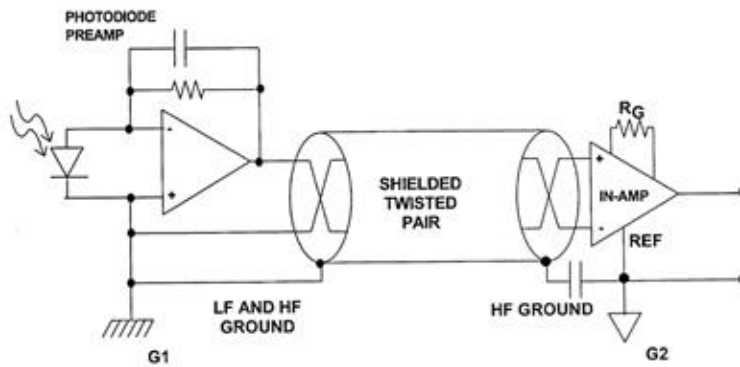 PHOTODIODE
PREAMP
-
+
SHIELDED
TWISTED
PAIR
RG
+
IN-AMP
-
REF
LF AND HF
GROUND
HF GROUND
G1
G2